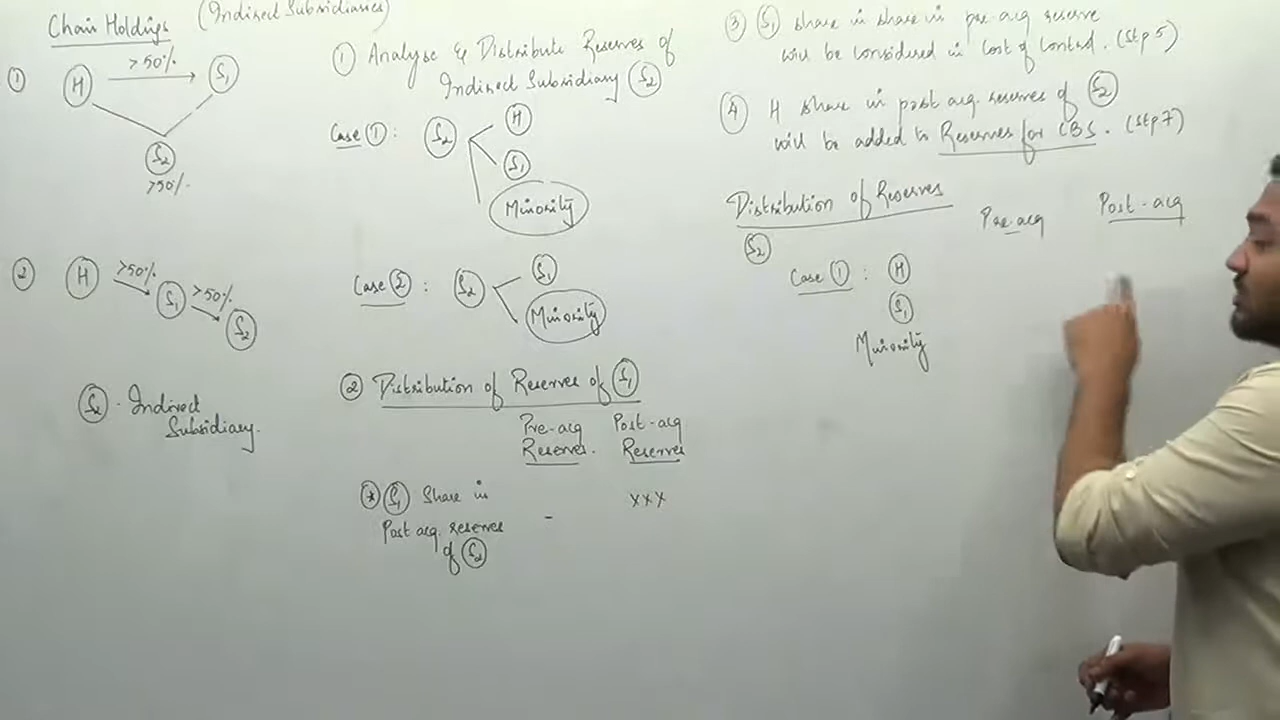 Chain Holdings (Indirect Subsidiaries)
① H >50% S1
S2
>50%
② H >50% S1 >50% S2
S2 - Indirect
Subsidiary.
① Analyse & Distribute Reserves of
Indirect Subsidiary S2
Case ① : S2 H
S1
Minority
Case ② : S2 S1
Minority
② Distribution of Reserves of S1
Pre-acq Post-acq
Reserves. Reserves
* S1 Share in - xxx
Post acq. reserves
of S2
③ S1 share in share in pre-acq reserve
will be considered in Cost of Control. (Step 5)
④ H share in post acq. reserves of S2
will be added to Reserves for CBS. (Step 7)
Distribution of Reserves
Pre-acq Post-acq
S2
Case ① : H
S1
Minority